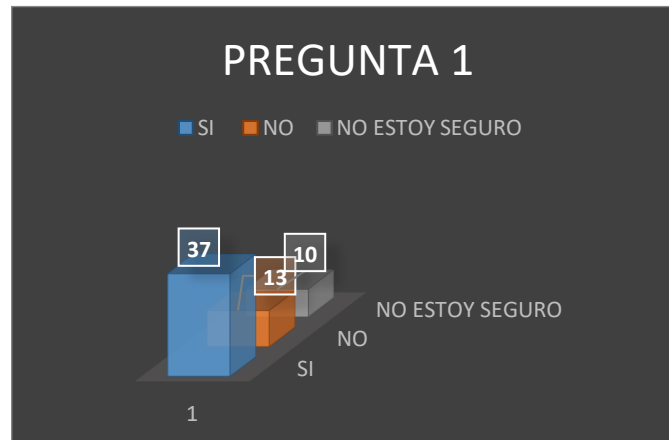 PREGUNTA 1
SI NO NO ESTOY SEGURO
37
13
10
NO ESTOY SEGURO
NO
SI
1